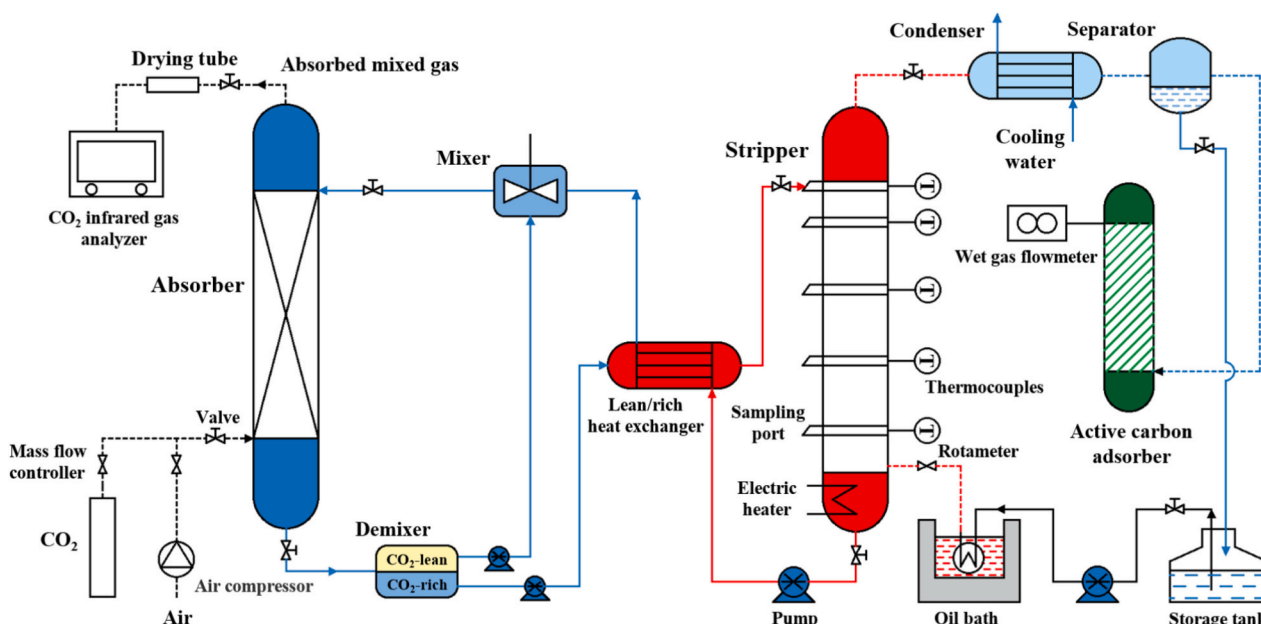 Condenser
Separator
Drying tube
Absorbed mixed gas
Cooling
water
Mixer
Stripper
T
CO₂ infrared gas
analyzer
T
Wet gas flowmeter
Absorber
T
T
Thermocouples
Lean/rich
heat exchanger
Valve
Sampling
port
T
Active carbon
adsorber
Mass flow
controller
Rotameter
Electric
heater
CO₂
Demixer
CO₂-lean
CO₂-rich
Air compressor
Air
Pump
Oil bath
Storage tank